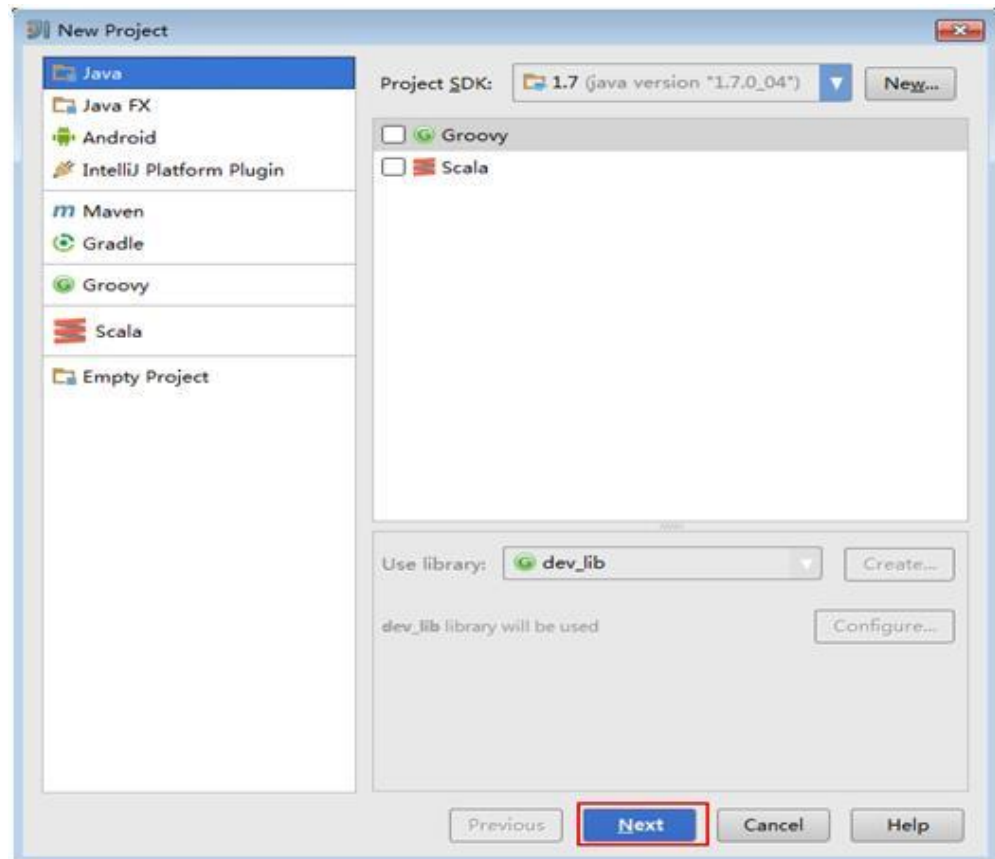 New Project
Java
Java FX
Android
IntelliJ Platform Plugin
Maven
Gradle
Groovy
Scala
Empty Project
Project SDK: 1.7 (java version "1.7.0_04") New...
Groovy
Scala
Use library: dev_lib Create...
dev_lib library will be used Configure...
Previous Next Cancel Help